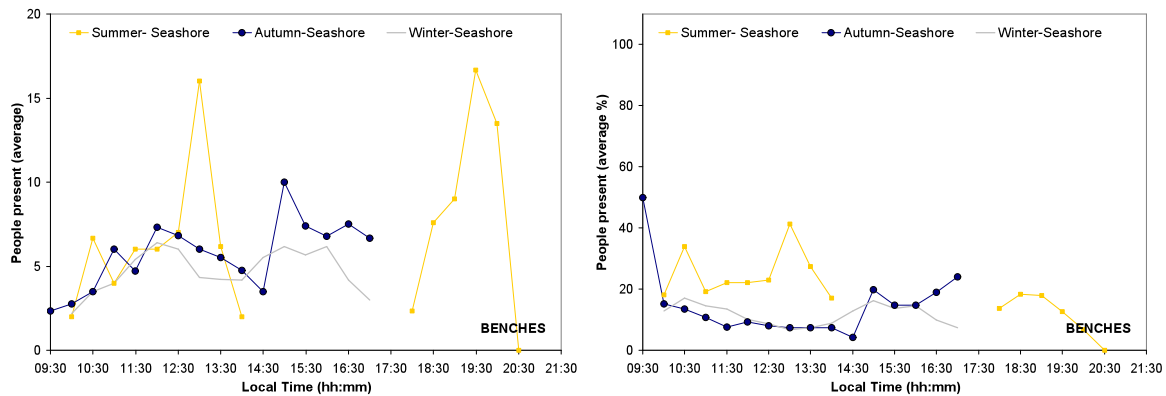 Summer- Seashore Autumn-Seashore Winter-Seashore
People present (average)
20
15
10
5
0
BENCHES
09:30 10:30 11:30 12:30 13:30 14:30 15:30 16:30 17:30 18:30 19:30 20:30 21:30
Local Time (hh:mm)
Summer- Seashore Autumn-Seashore Winter-Seashore
People present (average %)
100
80
60
40
20
0
BENCHES
09:30 10:30 11:30 12:30 13:30 14:30 15:30 16:30 17:30 18:30 19:30 20:30 21:30
Local Time (hh:mm)